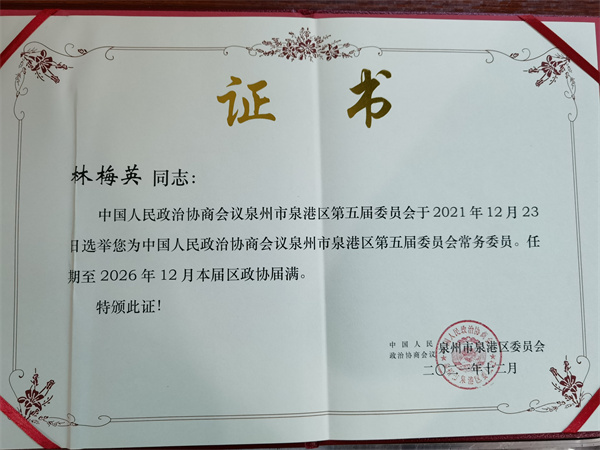 证书
林梅英 同志：
中国人民政治协商会议泉州市泉港区第五届委员会于2021年12月23
日选举您为中国人民政治协商会议泉州市泉港区第五届委员会常务委员。任
期至2026年12月本届区政协届满。
特颁此证！
中国人民
政治协商会议 泉州市泉港区委员会
二〇二一年十二月